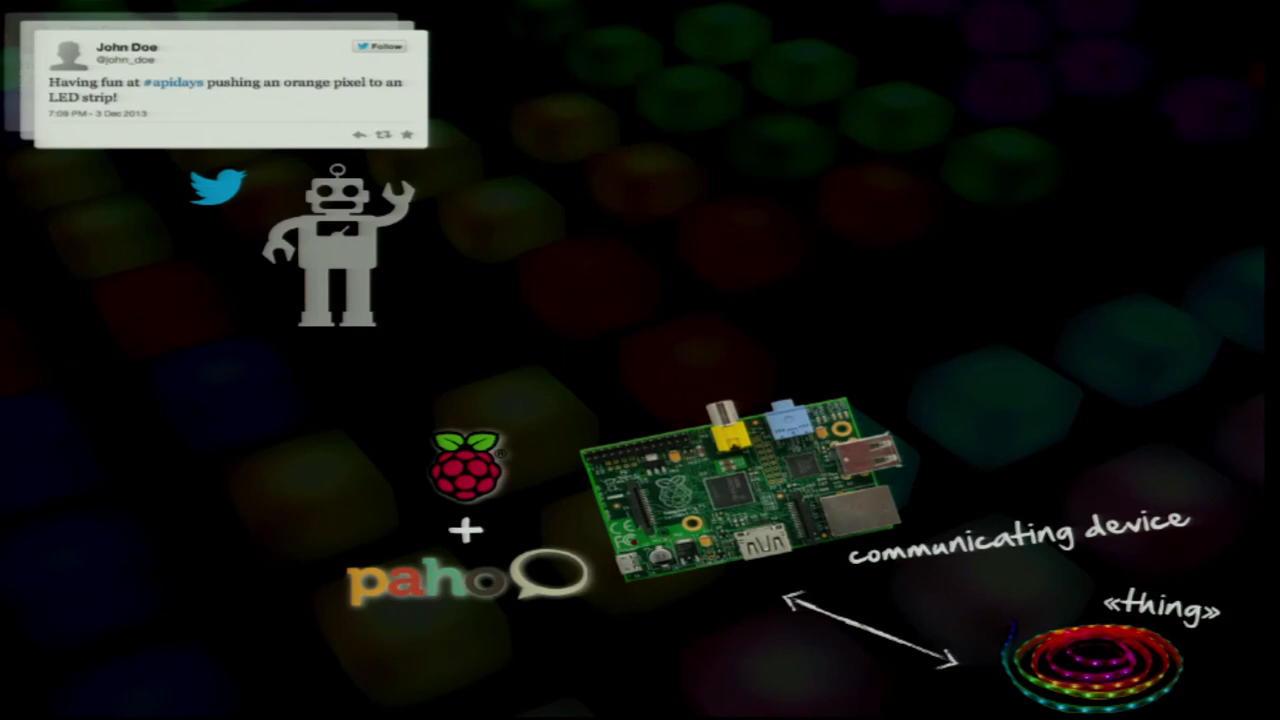 John Doe
Follow
@john_doe
Having fun at #apidays pushing an orange pixel to an
LED strip!
7:09 PM - 3 Dec 2013
®
+
paho
communicating device
«thing»